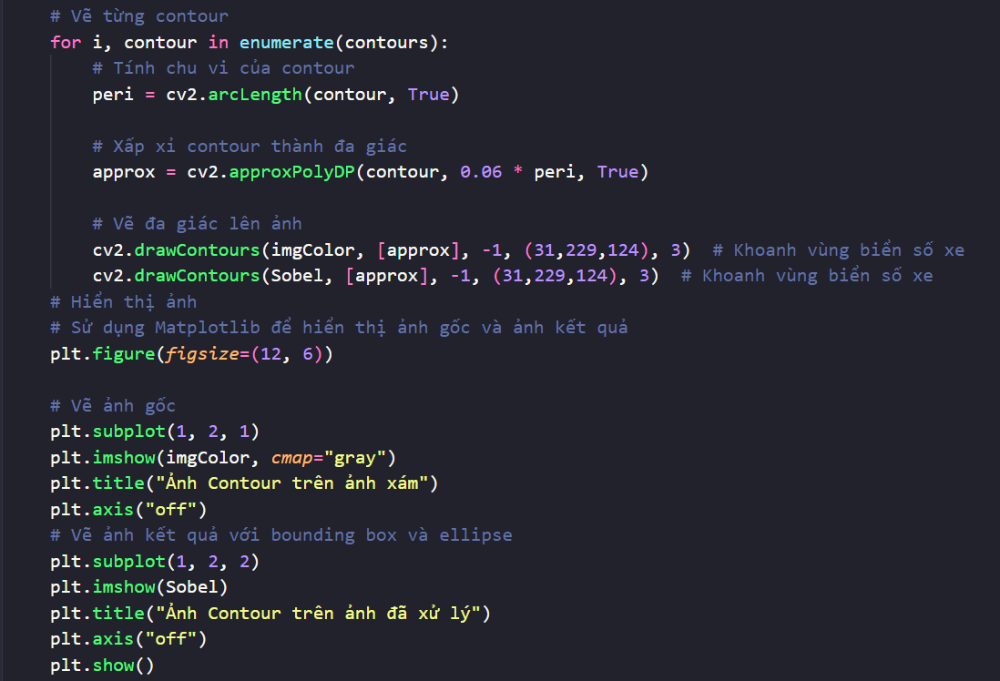 # Vẽ từng contour
for i, contour in enumerate(contours):
    # Tính chu vi của contour
    peri = cv2.arcLength(contour, True)

    # Xấp xỉ contour thành đa giác
    approx = cv2.approxPolyDP(contour, 0.06 * peri, True)

    # Vẽ đa giác lên ảnh
    cv2.drawContours(imgColor, [approx], -1, (31,229,124), 3)  # Khoanh vùng biển số xe
    cv2.drawContours(Sobel, [approx], -1, (31,229,124), 3)  # Khoanh vùng biển số xe
# Hiển thị ảnh
# Sử dụng Matplotlib để hiển thị ảnh gốc và ảnh kết quả
plt.figure(figsize=(12, 6))

# Vẽ ảnh gốc
plt.subplot(1, 2, 1)
plt.imshow(imgColor, cmap="gray")
plt.title("Ảnh Contour trên ảnh xám")
plt.axis("off")
# Vẽ ảnh kết quả với bounding box và ellipse
plt.subplot(1, 2, 2)
plt.imshow(Sobel)
plt.title("Ảnh Contour trên ảnh đã xử lý")
plt.axis("off")
plt.show()